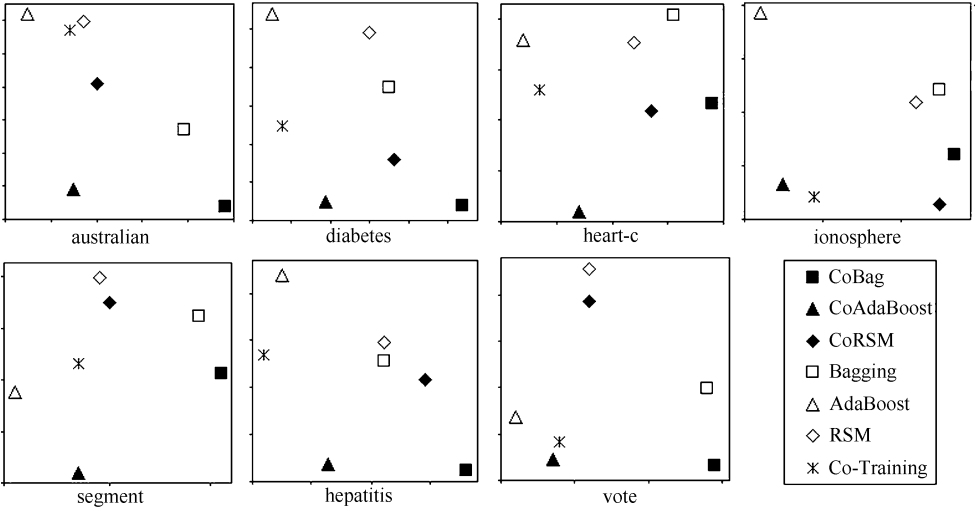 australian
diabetes
heart-c
ionosphere
segment
hepatitis
vote
CoBag
CoAdaBoost
CoRSM
Bagging
AdaBoost
RSM
Co-Training